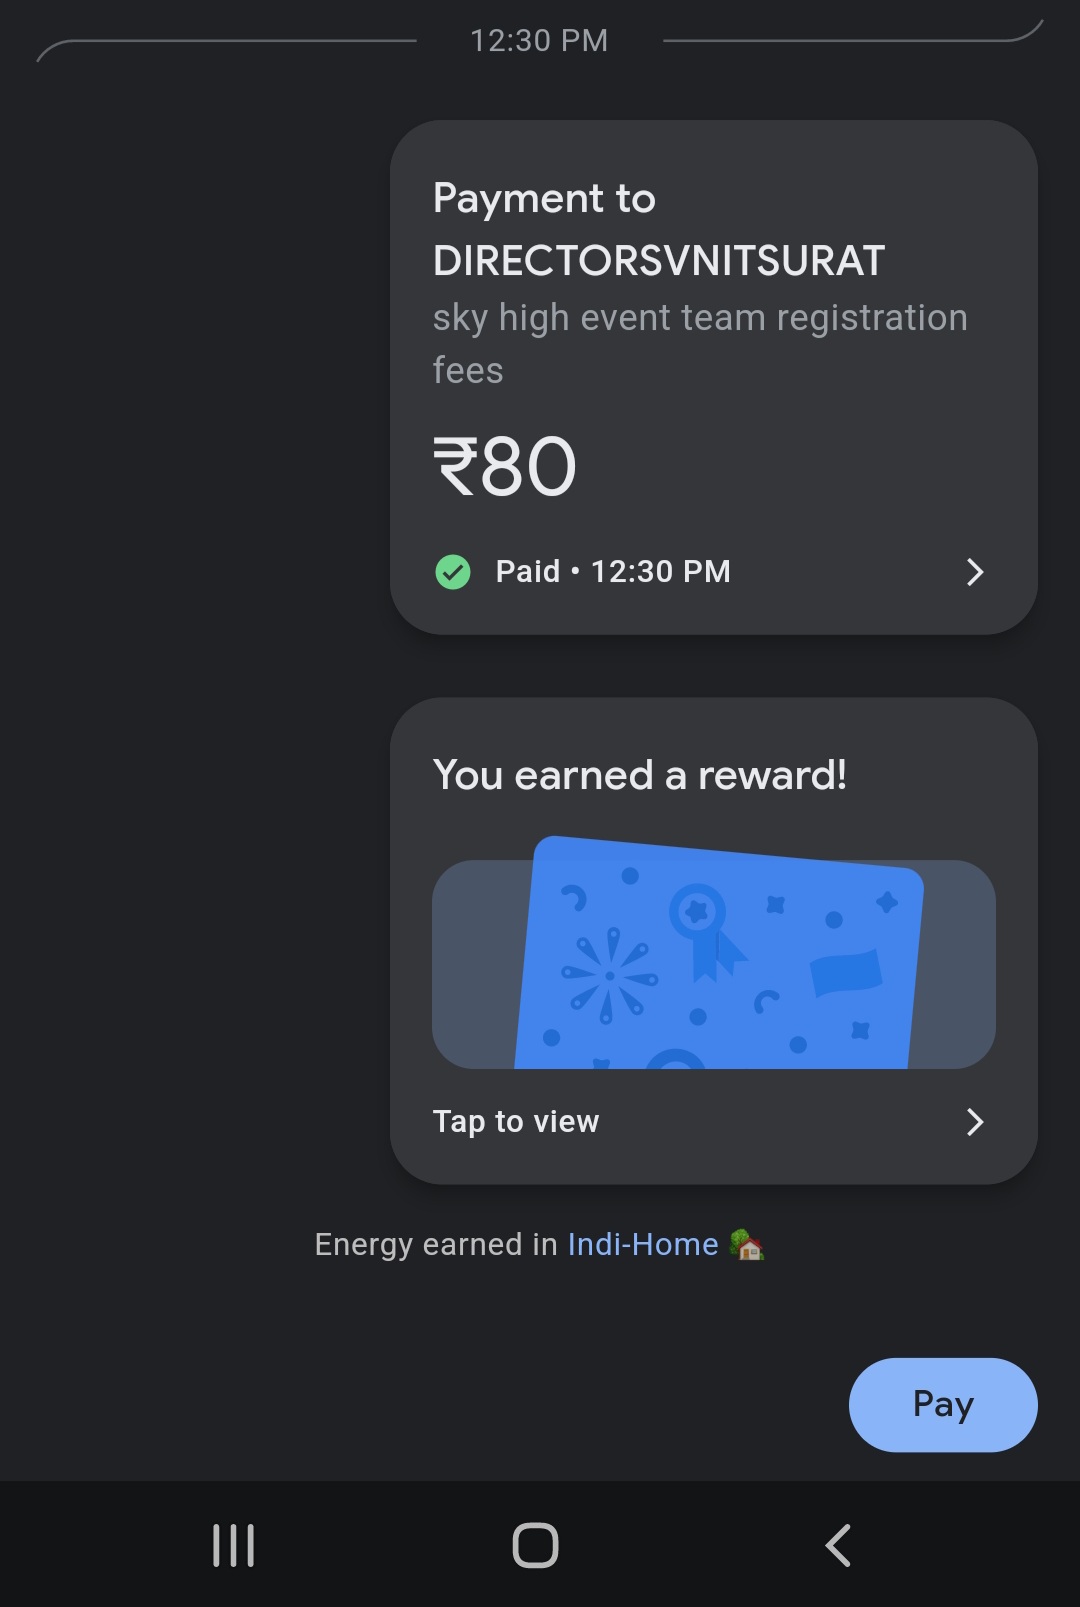 12:30 PM
Payment to
DIRECTORSVNITSURAT
sky high event team registration
fees
₹80
Paid • 12:30 PM
You earned a reward!
Tap to view
Energy earned in Indi-Home 🏡
Pay